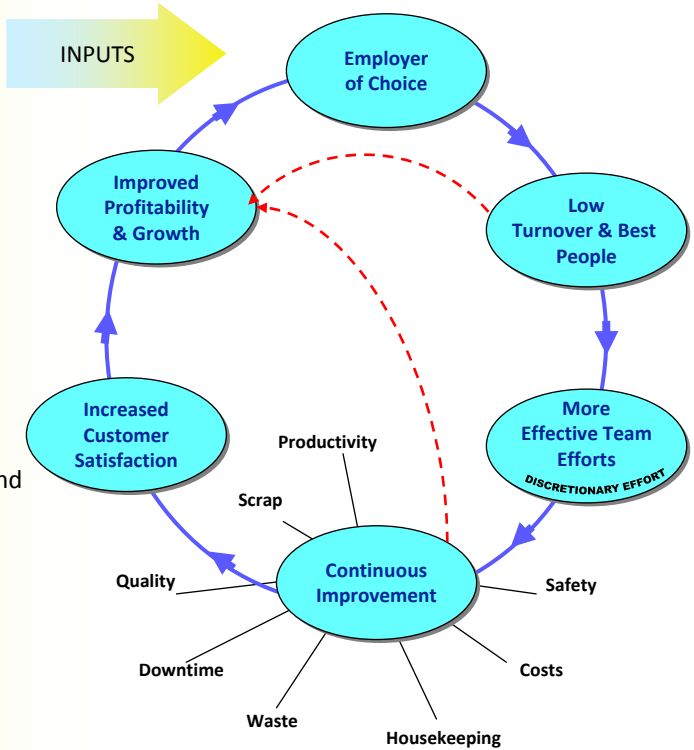 INPUTS
Employer
of Choice
Improved
Profitability
& Growth
Low
Turnover & Best
People
Increased
Customer
Satisfaction
More
Effective Team
Efforts
DISCRETIONARY EFFORT
nd
Productivity
Scrap
Quality
Continuous
Improvement
Safety
Downtime
Costs
Waste
Housekeeping